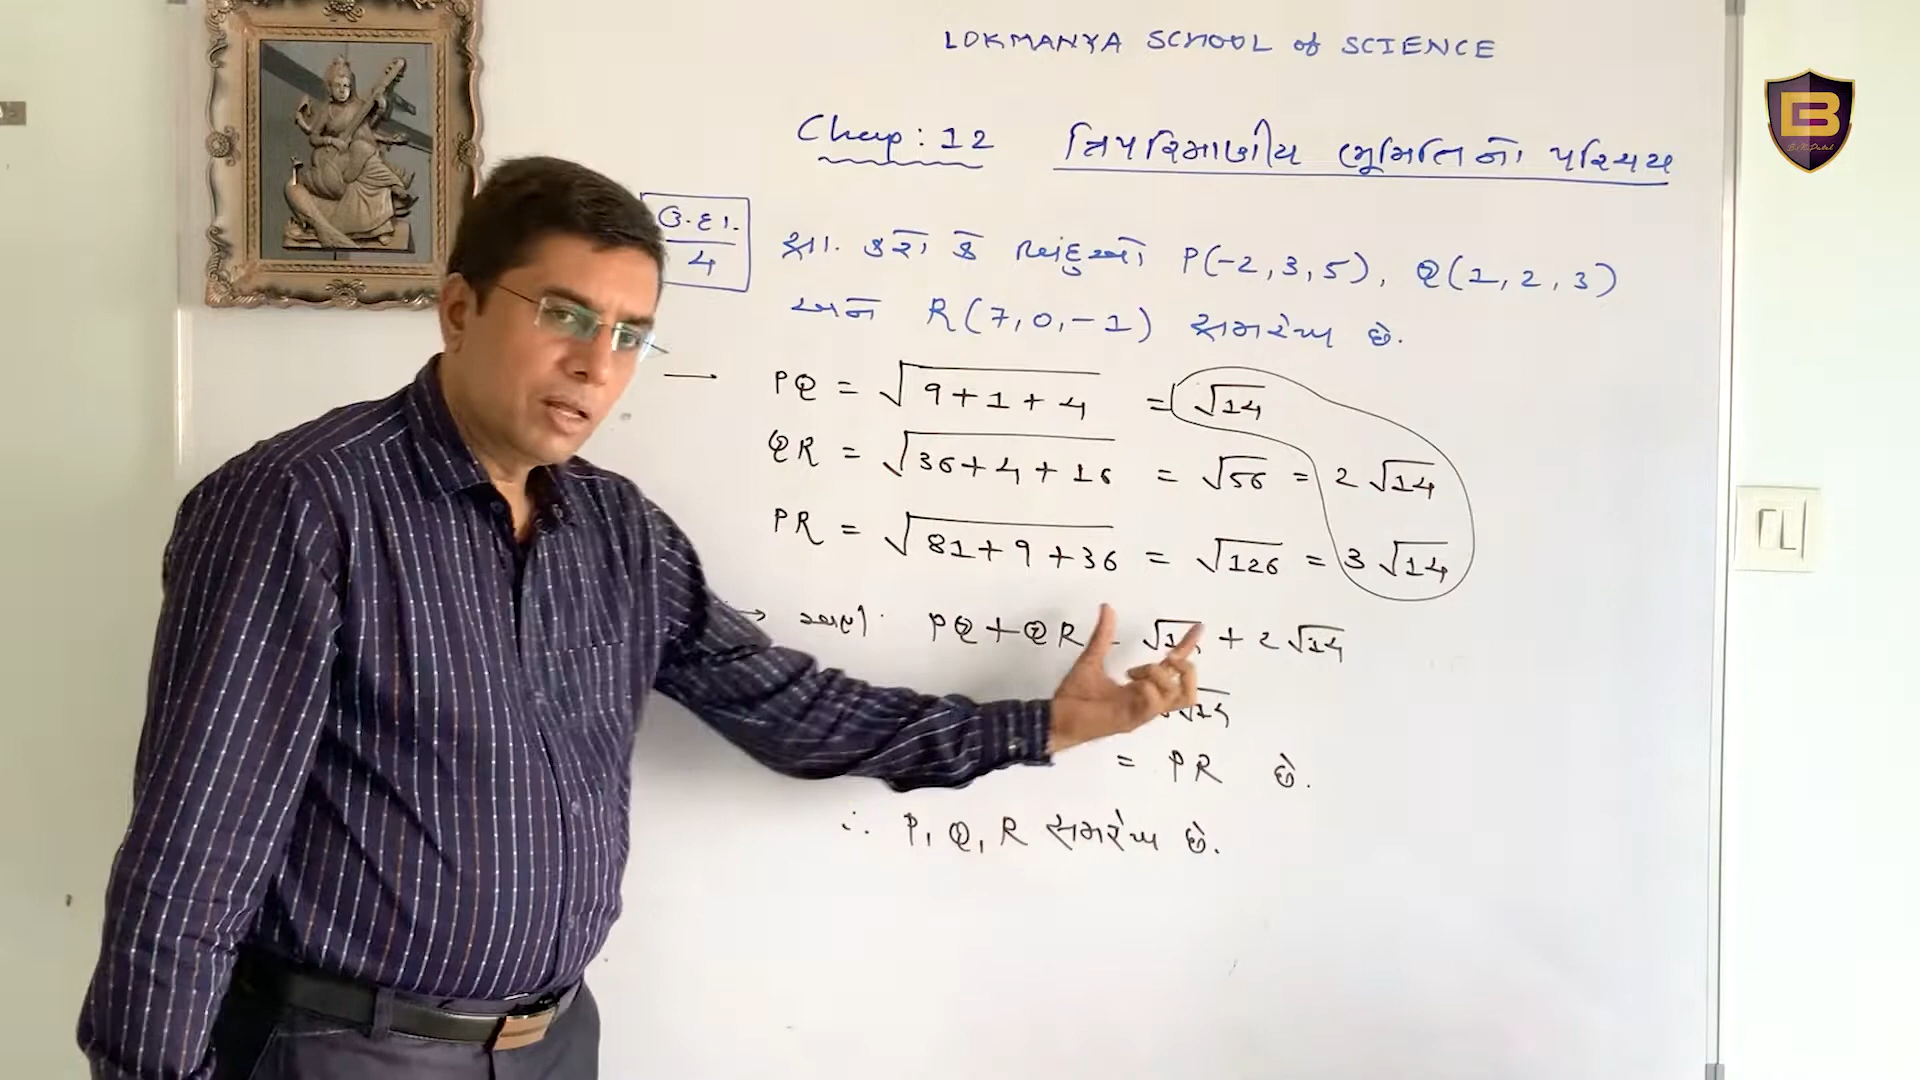 LOKMANYA SCHOOL of SCIENCE
Chap : 12 ત્રિપરિમાણીય ભૂમિતિનો પરિચય
ઉ.દા. 4
સા. કરો કે બિંદુઓ P(-2, 3, 5), Q(1, 2, 3)
અને R(7, 0, -1) સમરેખ છે.
→ PQ = √(9 + 1 + 4) = √14
QR = √(36 + 4 + 16) = √56 = 2√14
PR = √(81 + 9 + 36) = √126 = 3√14
→ અહીં PQ + QR = √14 + 2√14
√14
= PR છે.
∴ P, Q, R સમરેખ છે.
B